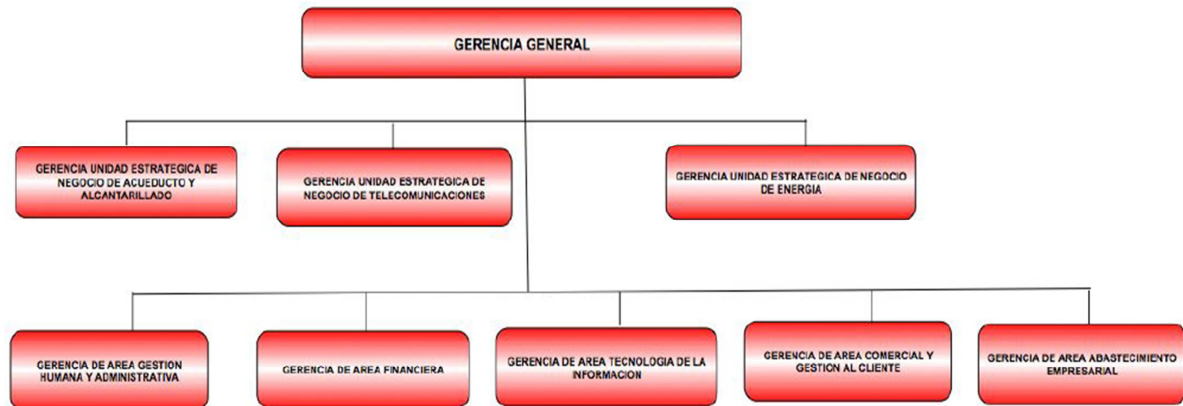 GERENCIA GENERAL
GERENCIA UNIDAD ESTRATEGICA DE
NEGOCIO DE ACUEDUCTO Y
ALCANTARILLADO
GERENCIA UNIDAD ESTRATEGICA DE
NEGOCIO DE TELECOMUNICACIONES
GERENCIA UNIDAD ESTRATEGICA DE NEGOCIO
DE ENERGIA
GERENCIA DE AREA GESTION
HUMANA Y ADMINISTRATIVA
GERENCIA DE AREA FINANCIERA
GERENCIA DE AREA TECNOLOGIA DE LA
INFORMACION
GERENCIA DE AREA COMERCIAL Y
GESTION AL CLIENTE
GERENCIA DE AREA ABASTECIMIENTO
EMPRESARIAL